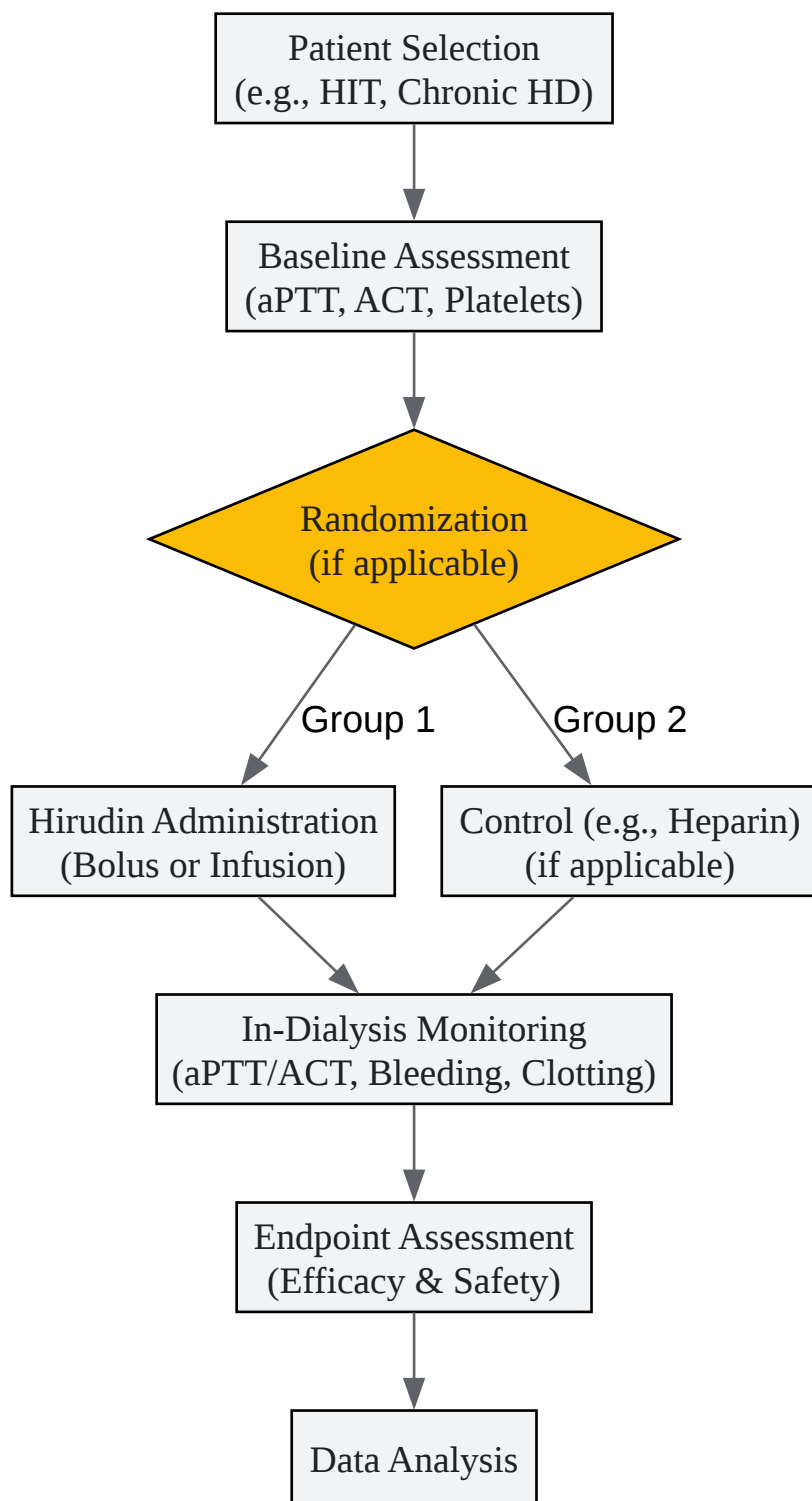 Patient Selection
(e.g., HIT, Chronic HD)
Baseline Assessment
(aPTT, ACT, Platelets)
Randomization
(if applicable)
Group 1
Group 2
Hirudin Administration
(Bolus or Infusion)
Control (e.g., Heparin)
(if applicable)
In-Dialysis Monitoring
(aPTT/ACT, Bleeding, Clotting)
Endpoint Assessment
(Efficacy & Safety)
Data Analysis